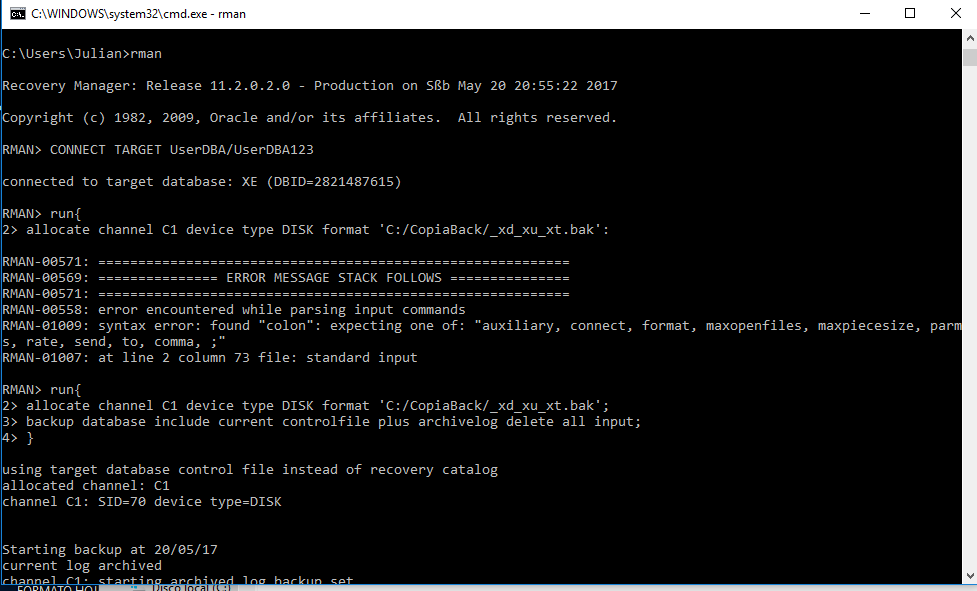 C:\WINDOWS\system32\cmd.exe - rman
C:\Users\Julian>rman
Recovery Manager: Release 11.2.0.2.0 - Production on Sßb May 20 20:55:22 2017
Copyright (c) 1982, 2009, Oracle and/or its affiliates.  All rights reserved.
RMAN> CONNECT TARGET UserDBA/UserDBA123
connected to target database: XE (DBID=2821487615)
RMAN> run{
2> allocate channel C1 device type DISK format 'C:/CopiaBack/_xd_xu_xt.bak':
RMAN-00571: ===========================================================
RMAN-00569: =============== ERROR MESSAGE STACK FOLLOWS ===============
RMAN-00571: ===========================================================
RMAN-00558: error encountered while parsing input commands
RMAN-01009: syntax error: found "colon": expecting one of: "auxiliary, connect, format, maxopenfiles, maxpiecesize, parm
s, rate, send, to, comma, ;"
RMAN-01007: at line 2 column 73 file: standard input
RMAN> run{
2> allocate channel C1 device type DISK format 'C:/CopiaBack/_xd_xu_xt.bak';
3> backup database include current controlfile plus archivelog delete all input;
4> }
using target database control file instead of recovery catalog
allocated channel: C1
channel C1: SID=70 device type=DISK
Starting backup at 20/05/17
current log archived
channel C1: starting archived log backup set
FORMATO HOJ
Disco local (C:)